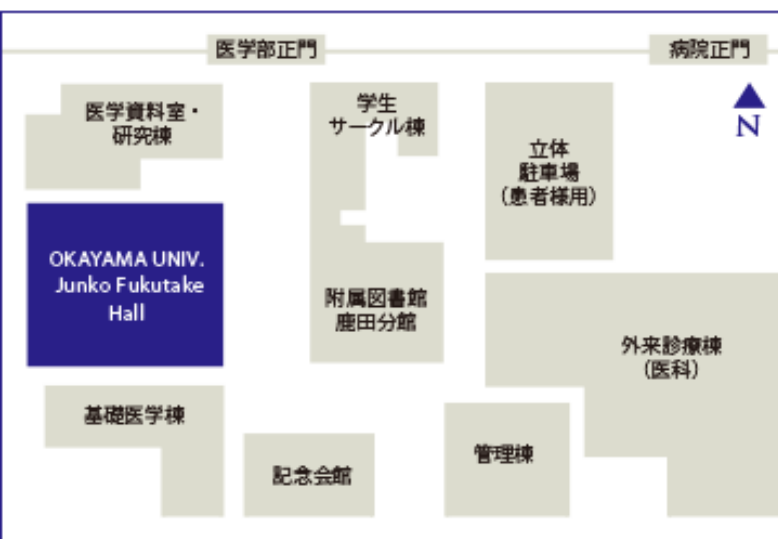 医学部正門
病院正門
医学資料室・
研究棟
学生
サークル棟
立体
駐車場
（患者様用）
N
OKAYAMA UNIV.
Junko Fukutake
Hall
附属図書館
鹿田分館
外来診療棟
（医科）
基礎医学棟
記念会館
管理棟